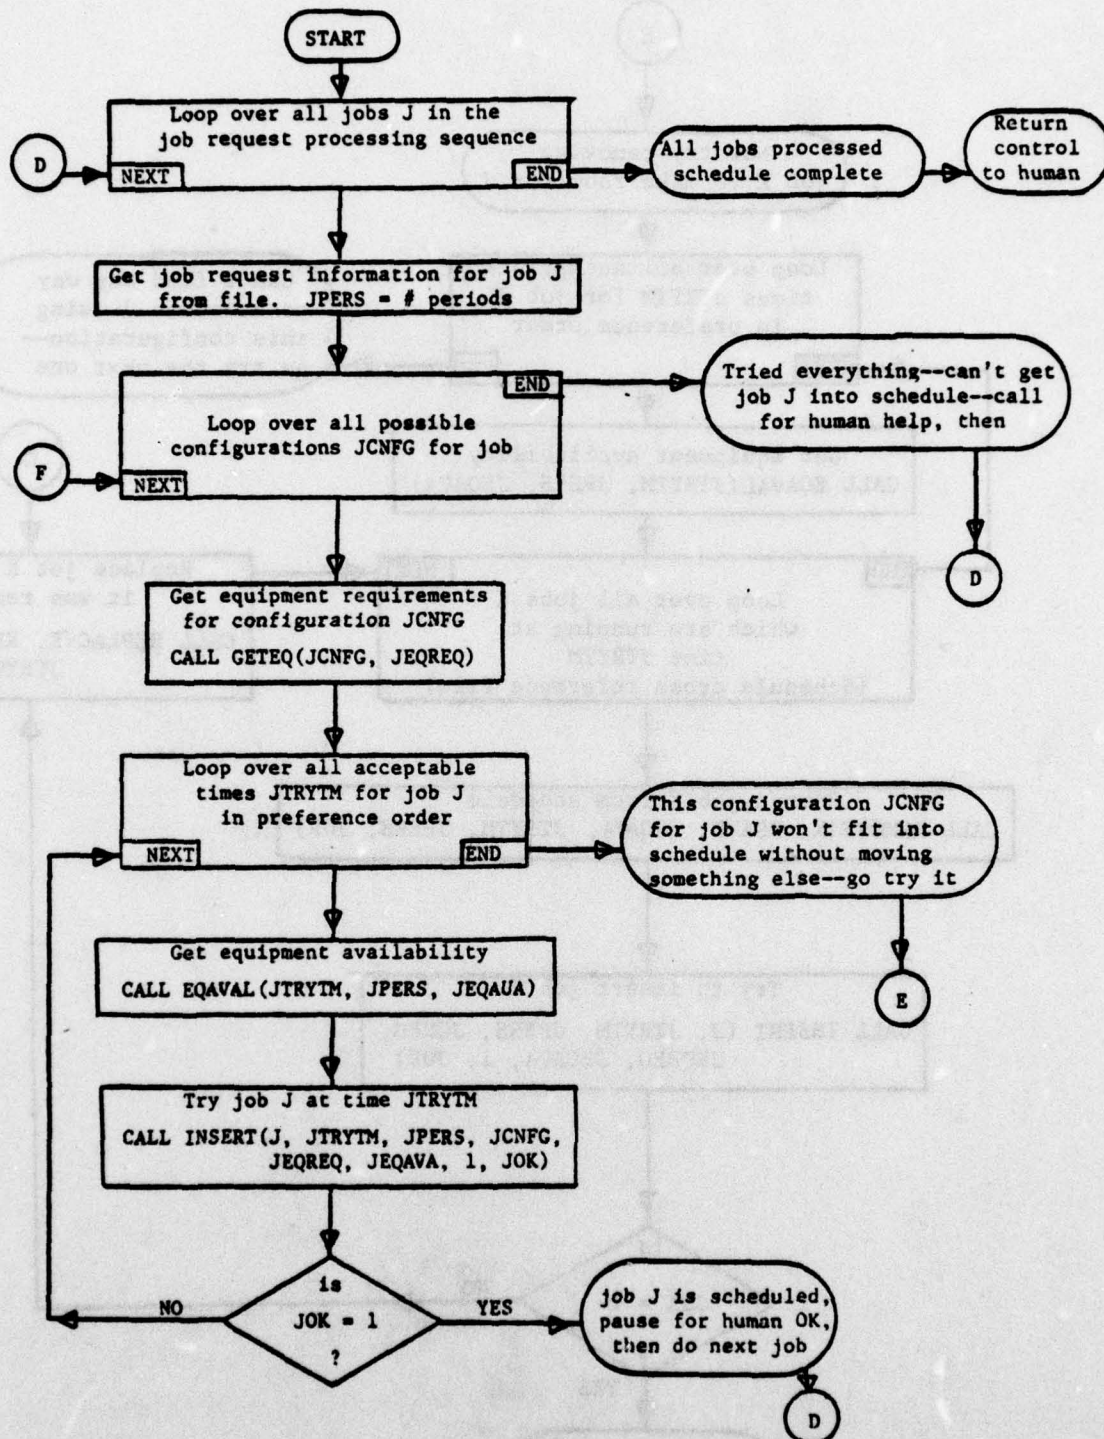 START
Loop over all jobs J in the
job request processing sequence
D
NEXT
END
All jobs processed
schedule complete
Return
control
to human
Get job request information for job J
from file. JPERS = # periods
END
Loop over all possible
configurations JCNFG for job
F
NEXT
Tried everything--can't get
job J into schedule--call
for human help, then
D
Get equipment requirements
for configuration JCNFG
CALL GETEQ(JCNFG, JEQREQ)
Loop over all acceptable
times JTRYTM for job J
in preference order
NEXT
END
This configuration JCNFG
for job J won't fit into
schedule without moving
something else--go try it
E
Get equipment availability
CALL EQAVAL(JTRYTM, JPERS, JEQAUA)
Try job J at time JTRYTM
CALL INSERT(J, JTRYTM, JPERS, JCNFG,
JEQREQ, JEQAVA, 1, JOK)
is
JOK = 1
?
NO
YES
job J is scheduled,
pause for human OK,
then do next job
D